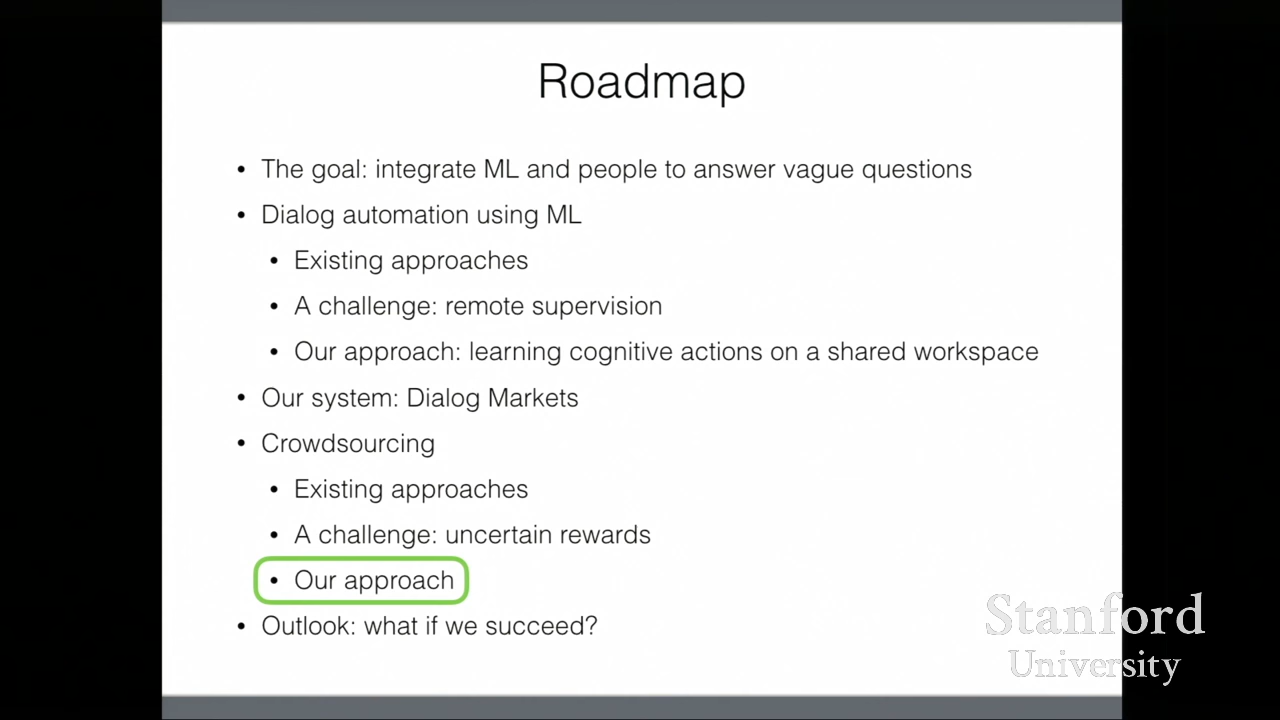 Roadmap
• The goal: integrate ML and people to answer vague questions
• Dialog automation using ML
• Existing approaches
• A challenge: remote supervision
• Our approach: learning cognitive actions on a shared workspace
• Our system: Dialog Markets
• Crowdsourcing
• Existing approaches
• A challenge: uncertain rewards
• Our approach
• Outlook: what if we succeed?
Stanford
University